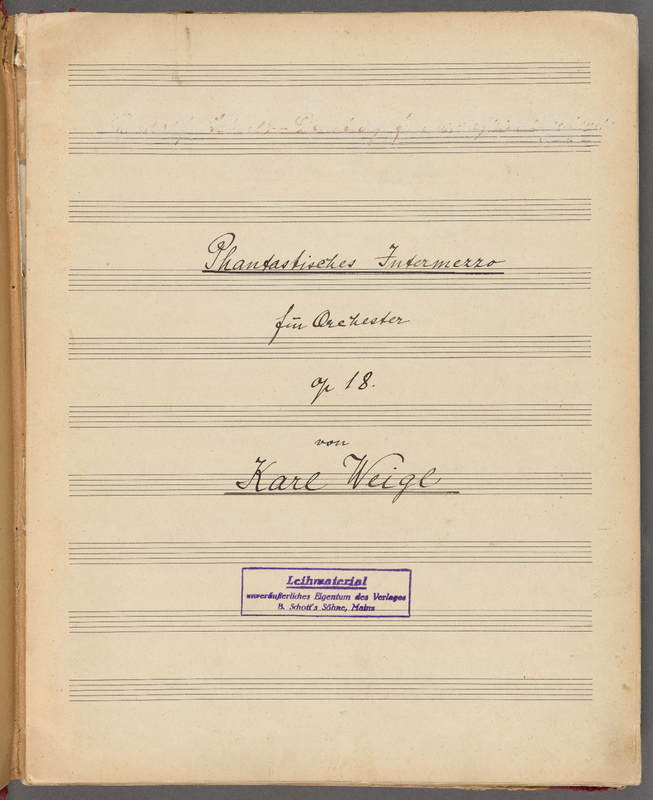 Phantastisches Intermezzo
für Orchester
op 18.
von
Karl Weigl
Leihmaterial
unveräußerliches Eigentum des Verlages
B. Schott's Söhne, Mainz